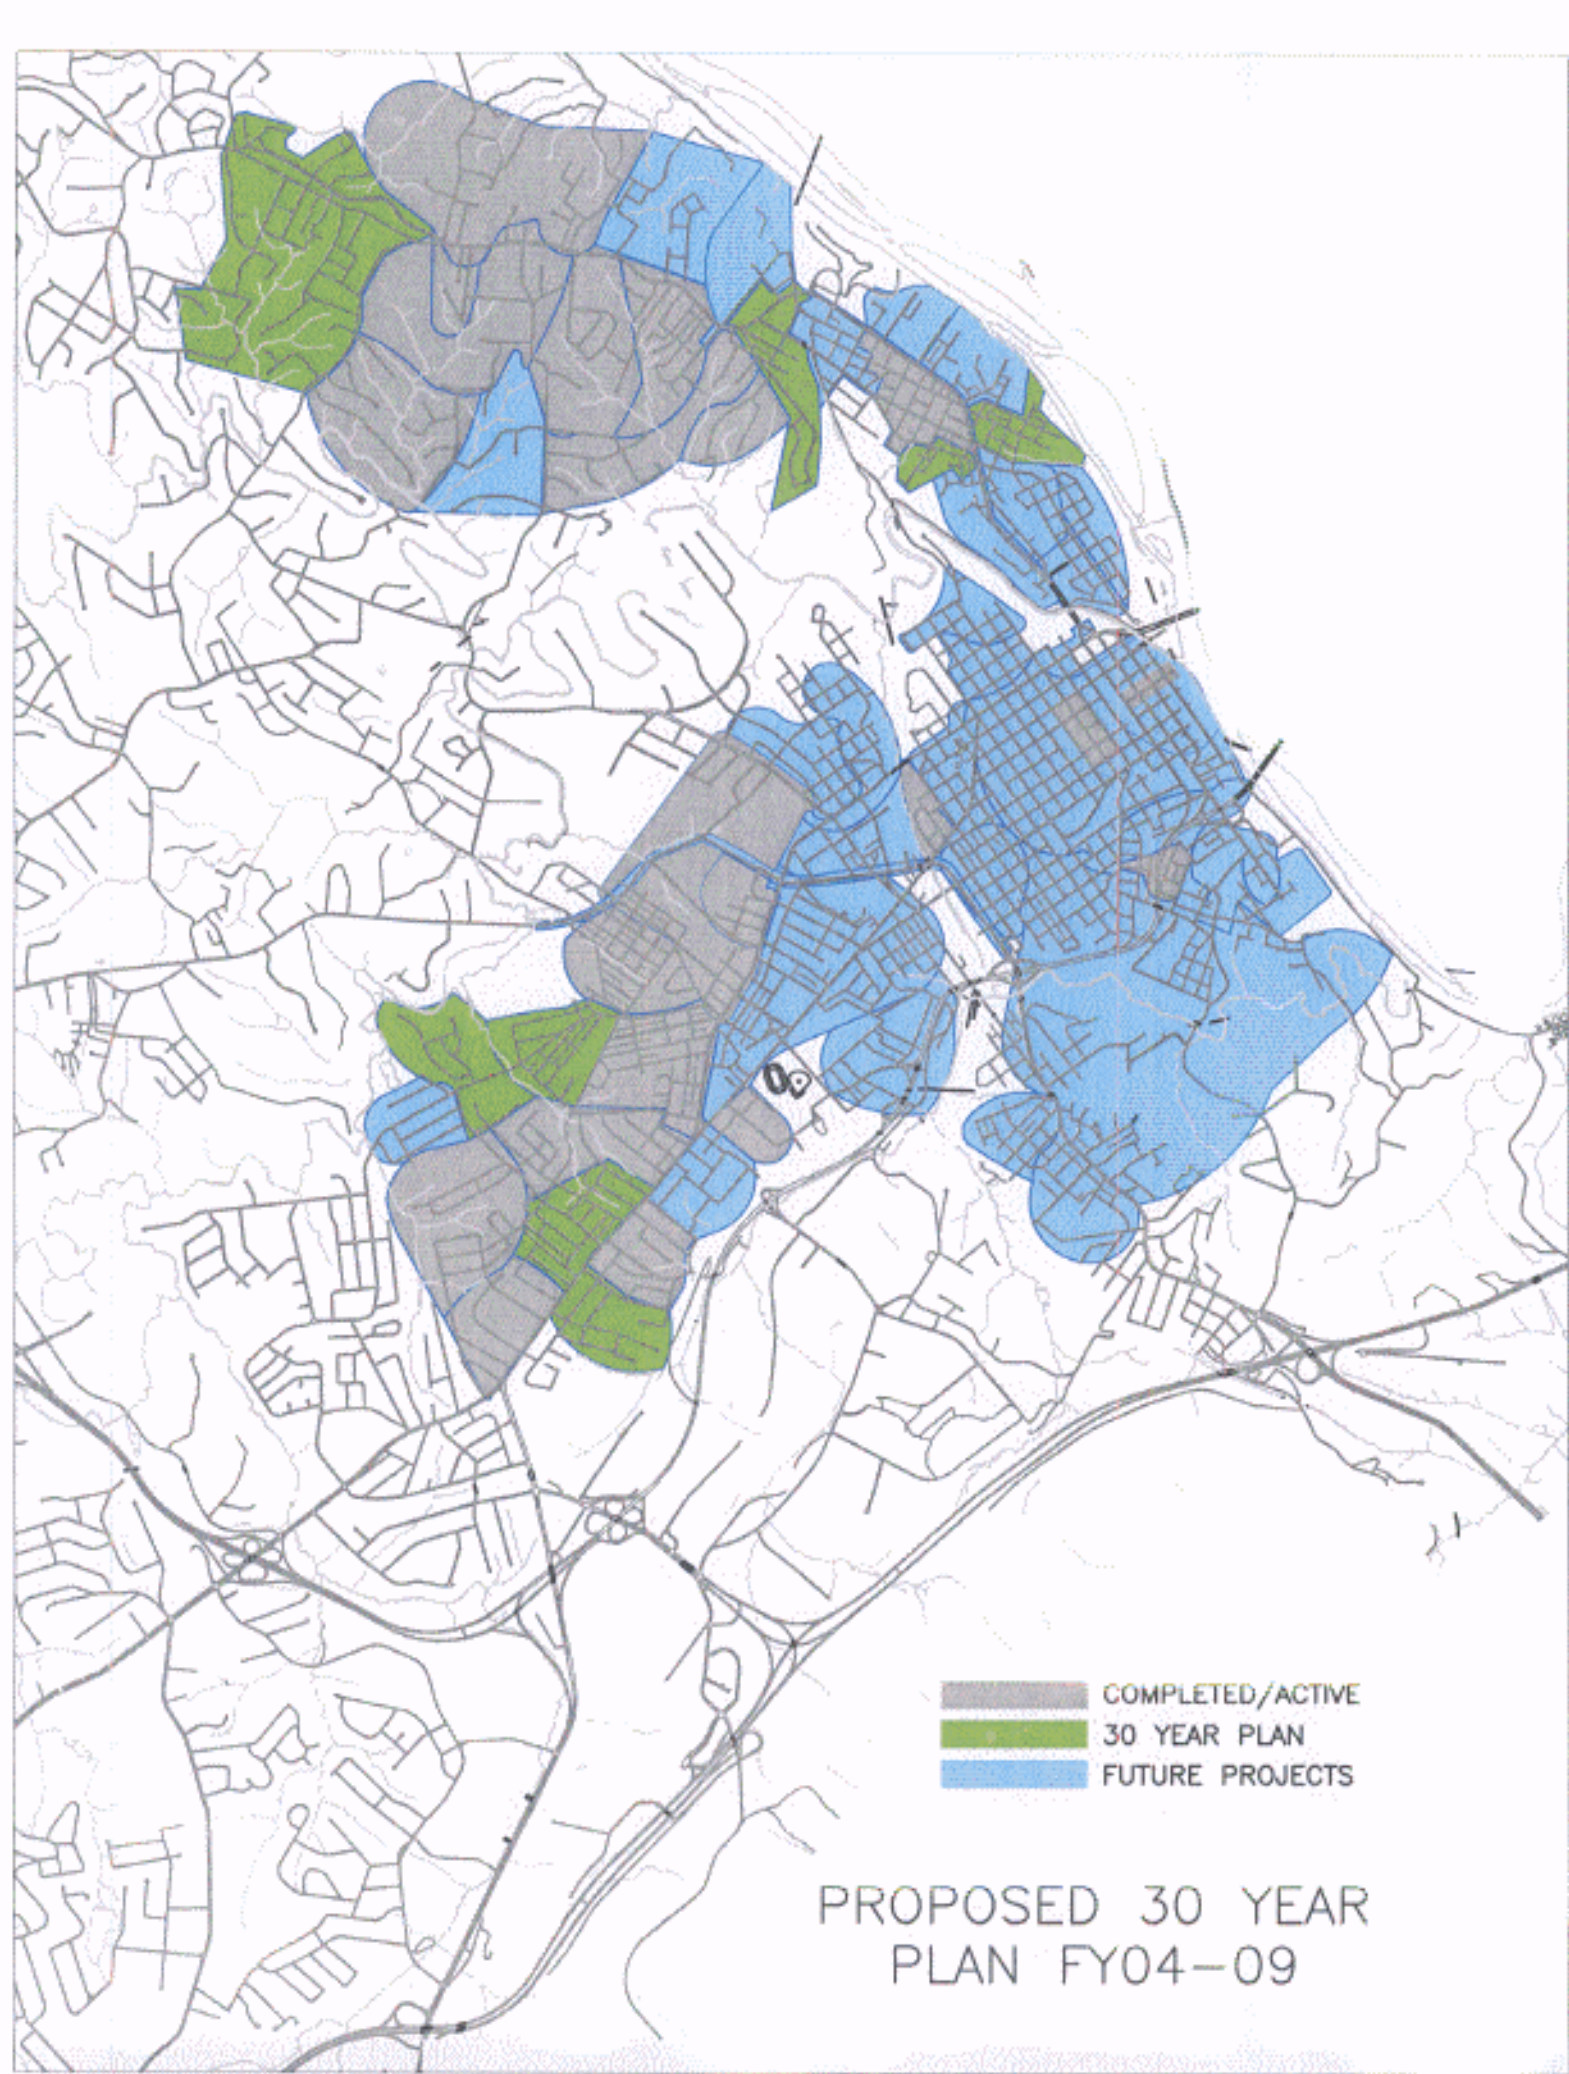 COMPLETED/ACTIVE
30 YEAR PLAN
FUTURE PROJECTS
PROPOSED 30 YEAR
PLAN FY04-09